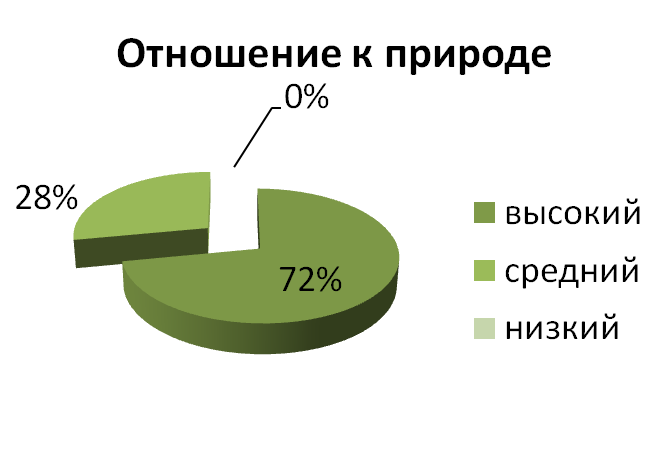 Отношение к природе
0%
28%
72%
высокий
средний
низкий